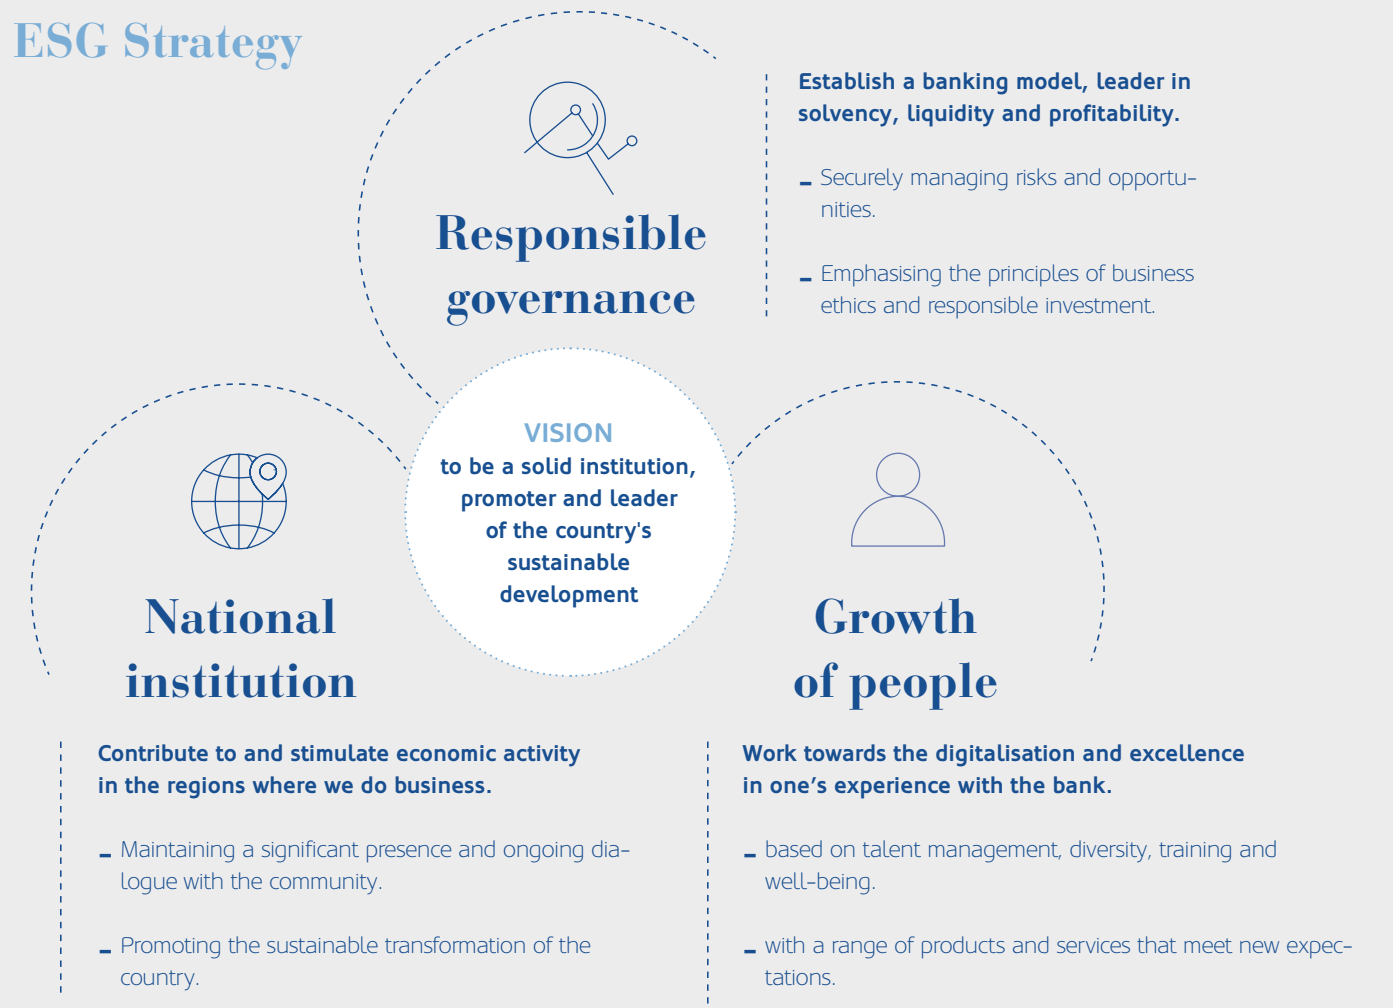 ESG Strategy
Responsible
governance
Establish a banking model, leader in
solvency, liquidity and profitability.
- Securely managing risks and opportu-
nities.
- Emphasising the principles of business
ethics and responsible investment.
VISION
to be a solid institution,
promoter and leader
of the country's
sustainable
development
National
institution
Contribute to and stimulate economic activity
in the regions where we do business.
- Maintaining a significant presence and ongoing dia-
logue with the community.
- Promoting the sustainable transformation of the
country.
Growth
of people
Work towards the digitalisation and excellence
in one’s experience with the bank.
- based on talent management, diversity, training and
well-being.
- with a range of products and services that meet new expec-
tations.